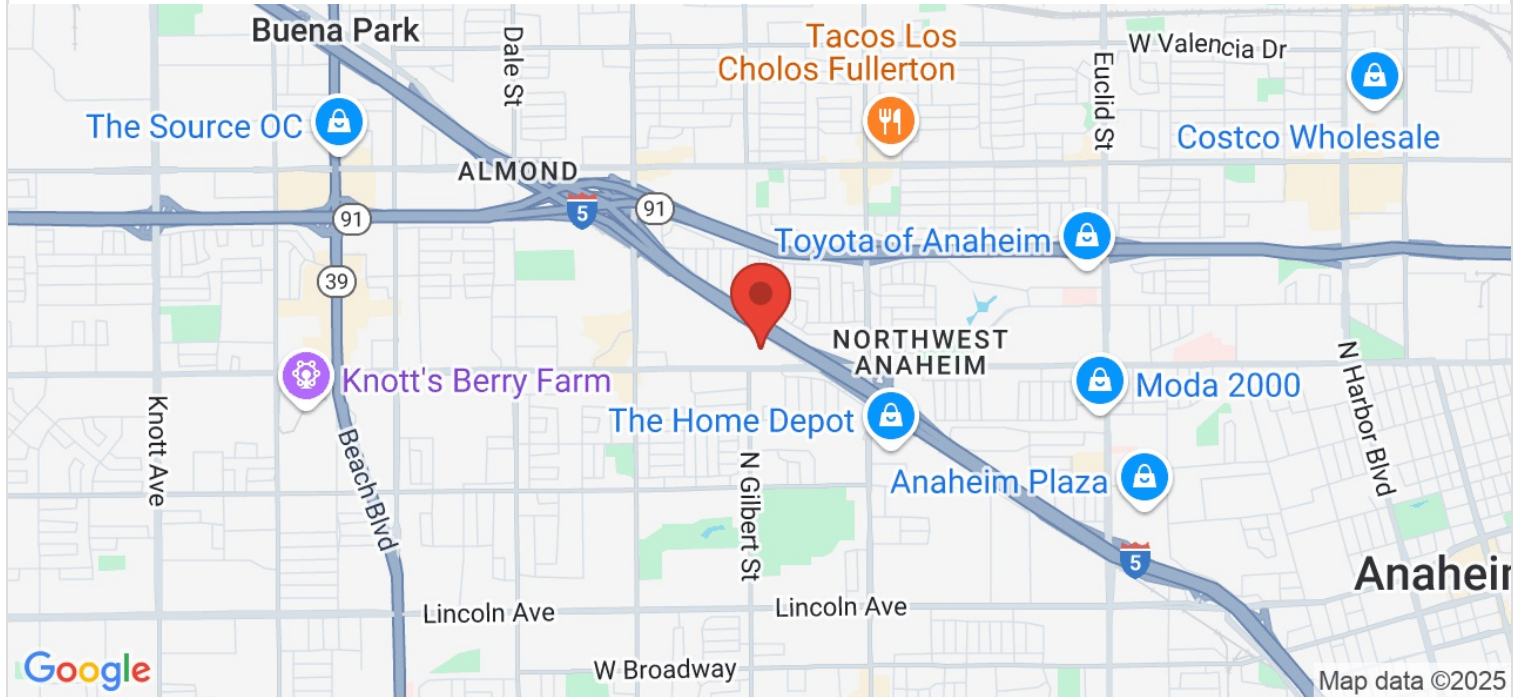 Buena Park
Dale St
Tacos Los
Cholos Fullerton
W Valencia Dr
Euclid St
The Source OC
Costco Wholesale
ALMOND
91
5
91
Toyota of Anaheim
39
NORTHWEST
ANAHEIM
Knott's Berry Farm
Moda 2000
N Harbor Blvd
Knott Ave
The Home Depot
Beach Blvd
N Gilbert St
Anaheim Plaza
5
Anahei
Lincoln Ave
Lincoln Ave
W Broadway
Google
Map data ©2025